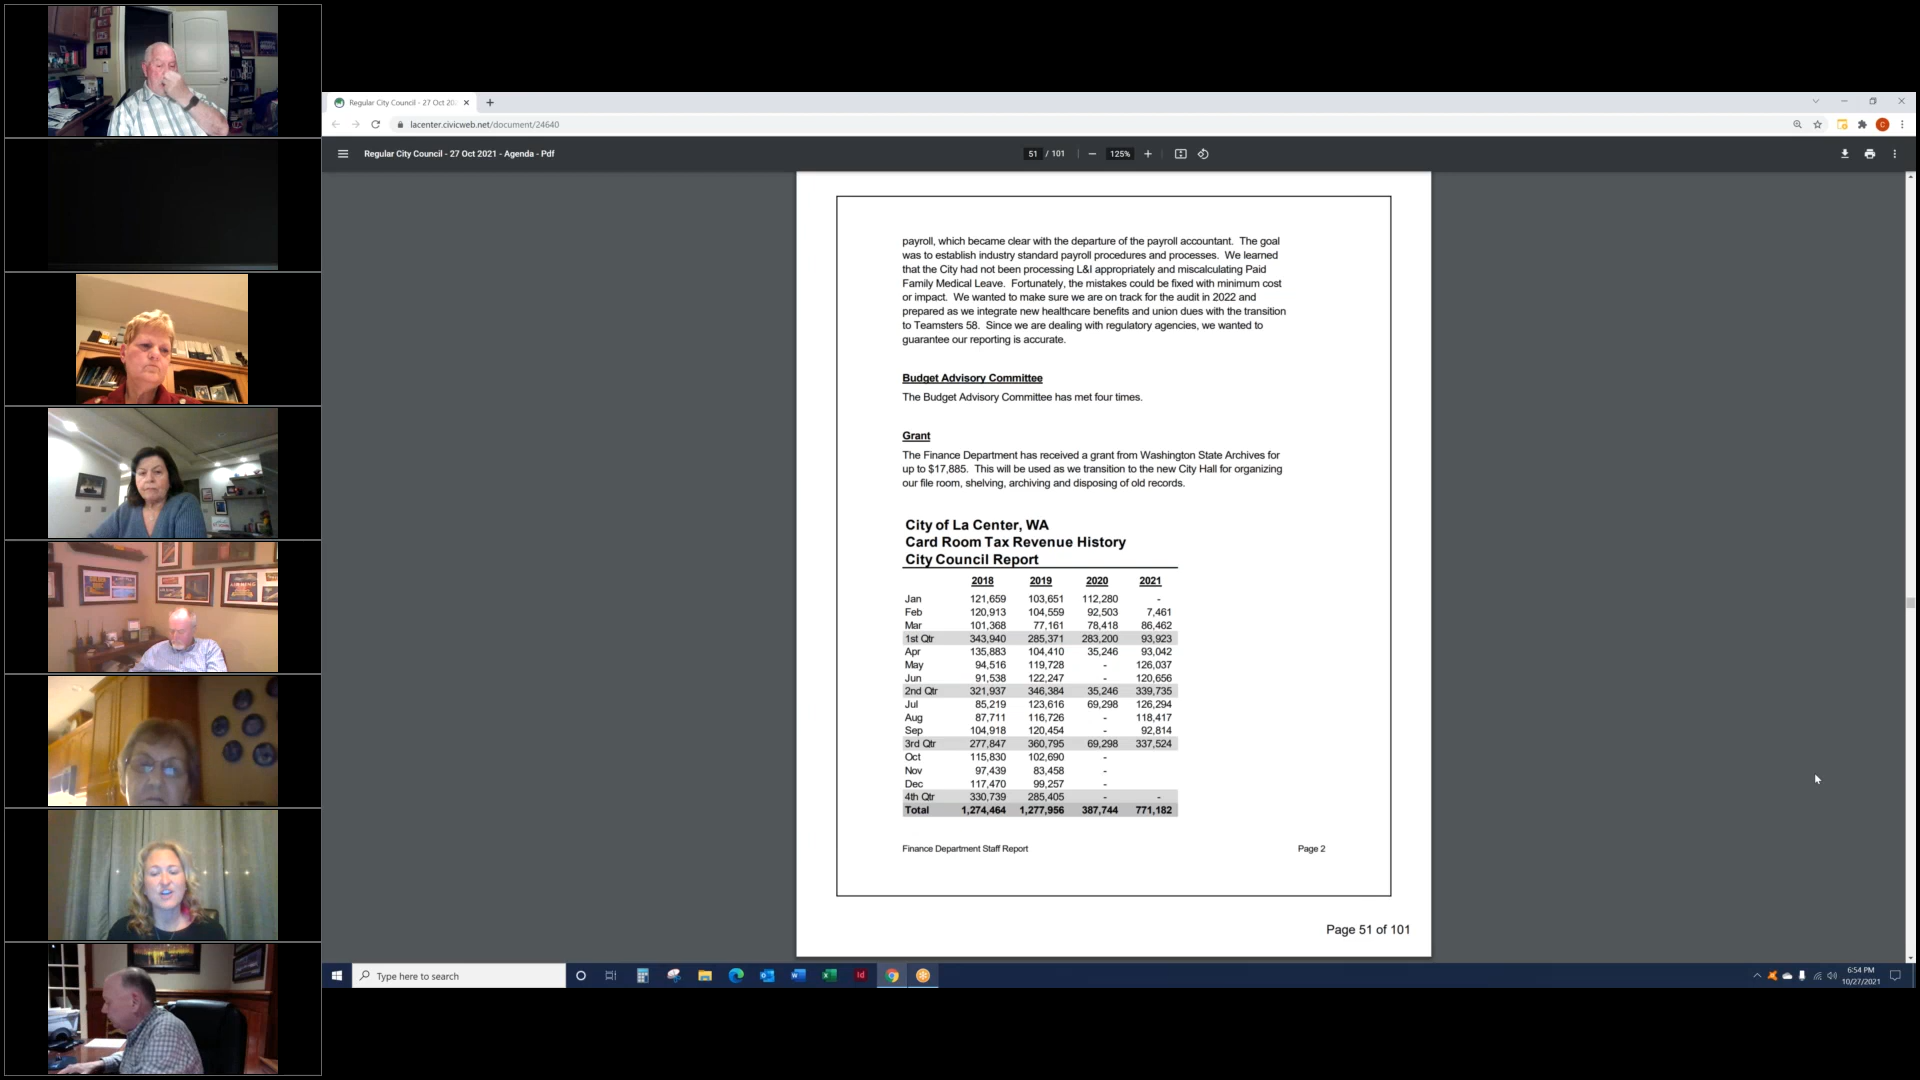 Regular City Council - 27 Oct 20
lacenter.civicweb.net/document/24640
Regular City Council - 27 Oct 2021 - Agenda - Pdf
51 / 101
125%
payroll, which became clear with the departure of the payroll accountant. The goal
was to establish industry standard payroll procedures and processes. We learned
that the City had not been processing L&I appropriately and miscalculating Paid
Family Medical Leave. Fortunately, the mistakes could be fixed with minimum cost
or impact. We wanted to make sure we are on track for the audit in 2022 and
prepared as we integrate new healthcare benefits and union dues with the transition
to Teamsters 58. Since we are dealing with regulatory agencies, we wanted to
guarantee our reporting is accurate.
Budget Advisory Committee
The Budget Advisory Committee has met four times.
Grant
The Finance Department has received a grant from Washington State Archives for
up to $17,885. This will be used as we transition to the new City Hall for organizing
our file room, shelving, archiving and disposing of old records.
City of La Center, WA
Card Room Tax Revenue History
City Council Report
2018 2019 2020 2021
Jan 121,659 103,651 112,280 -
Feb 120,913 104,559 92,503 7,461
Mar 101,368 77,161 78,418 86,462
1st Qtr 343,940 285,371 283,200 93,923
Apr 135,883 104,410 35,246 93,042
May 94,516 119,728 - 126,037
Jun 91,538 122,247 - 120,656
2nd Qtr 321,937 346,384 35,246 339,735
Jul 85,219 123,616 69,298 126,294
Aug 87,711 116,726 - 118,417
Sep 104,918 120,454 - 92,814
3rd Qtr 277,847 360,795 69,298 337,524
Oct 115,830 102,690 -
Nov 97,439 83,458 -
Dec 117,470 99,257 -
4th Qtr 330,739 285,405 - -
Total 1,274,464 1,277,956 387,744 771,182
Finance Department Staff Report Page 2
Page 51 of 101
Type here to search
6:54 PM
10/27/2021